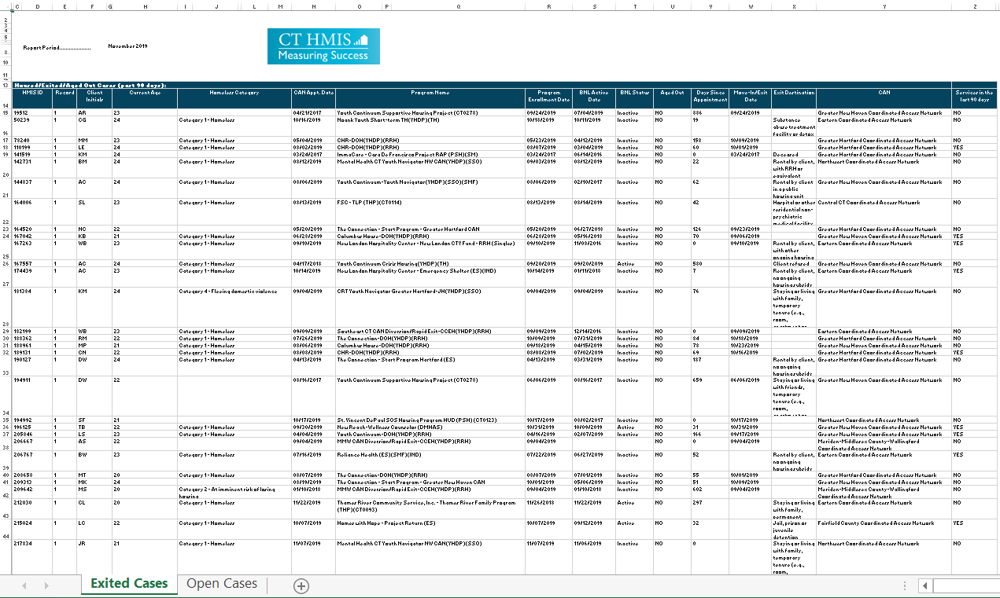 C D E F G H I J L M N O P Q R S T U V W X Y Z
2
3
4
5
8
Report Period.................. November 2019
CT HMIS
Measuring Success
10
11
13 Housed/Exited/Aged Out Cases (past 90 days):
14 HMIS ID Record Client Initials Current Age Homeless Category CAN Appt. Date Program Name Program Enrollment Date BNL Active Date BNL Status Aged Out Days Since Appointment Move-In/Exit Date Exit Destination CAN Services in the last 90 days
15 19512 1 AR 23 04/21/2017 Youth Continuum Supportive Housing Project (CT0273) 09/24/2019 07/04/2019 Inactive NO 886 09/24/2019 Greater New Haven Coordinated Access Network NO
16 50239 1 CG 24 Category 1 - Homeless 10/16/2019 Noank Youth Short-term TH(YHDP)(TH) 10/18/2019 10/11/2019 Inactive NO 19 Substance abuse treatment facility or detox Eastern Coordinated Access Network NO
17 78240 1 MM 23 Category 1 - Homeless 05/04/2019 CHR-DOH(YHDP)(RRH) 05/23/2019 04/12/2019 Inactive NO 158 10/09/2019 Greater Hartford Coordinated Access Network NO
18 110199 1 LE 24 Category 1 - Homeless 08/02/2019 CHR-DOH(YHDP)(RRH) 08/07/2019 03/04/2019 Inactive NO 60 10/01/2019 Greater Hartford Coordinated Access Network YES
19 141519 1 KM 24 03/24/2017 ImmaCare - Casa De Francisco Project RAP (PSH)(SM) 03/24/2017 06/14/2016 Inactive NO 0 03/24/2017 Deceased Greater Hartford Coordinated Access Network NO
20 142731 1 BM 24 Category 1 - Homeless 08/12/2019 Mental Health CT Youth Navigator NW CAN(YHDP)(SSO) 09/03/2019 08/12/2019 Inactive NO 22 Rental by client, with RRH or equivalent Northwest Coordinated Access Network NO
21 144837 1 AC 24 Category 1 - Homeless 08/06/2019 Youth Continuum-Youth Navigator(YHDP)(SSO)(SMF) 08/06/2019 02/10/2017 Inactive NO 62 Rental by client in a public housing unit Greater New Haven Coordinated Access Network NO
22 164006 1 SL 23 Category 1 - Homeless 08/13/2019 FSC - TLP (THP)(CT0114) 08/13/2019 08/14/2019 Inactive NO 42 Hospital or other residential non-psychiatric medical facility Central CT Coordinated Access Network NO
23 164520 1 NC 22 05/20/2019 The Connection - Start Program - Greater Hartford CAN 05/20/2019 06/27/2018 Inactive NO 126 09/23/2019 Greater Hartford Coordinated Access Network NO
24 167042 1 KB 21 Category 1 - Homeless 06/28/2019 Columbus House-DOH(YHDP)(RRH) 06/28/2019 05/16/2018 Inactive NO 70 09/06/2019 Greater New Haven Coordinated Access Network YES
25 167263 1 WB 23 Category 1 - Homeless 09/10/2019 New London Hospitality Center - New London CTY Fund - RRH (Singles) 09/10/2019 11/08/2016 Inactive NO 0 09/10/2019 Rental by client, with other ongoing housing Eastern Coordinated Access Network YES
26 167557 1 AC 24 Category 1 - Homeless 04/17/2018 Youth Continuum Crisis Housing(YHDP)(TH) 09/20/2019 09/20/2019 Active NO 580 Client refused Greater New Haven Coordinated Access Network NO
27 174439 1 AC 23 Category 1 - Homeless 10/14/2019 New London Hospitality Center - Emergency Shelter (ES)(IND) 10/14/2019 01/11/2018 Inactive NO 7 Rental by client, no ongoing housing subsidy Eastern Coordinated Access Network YES
28 181384 1 KM 24 Category 4 - Fleeing domestic violence 09/04/2019 CRT Youth Navigator Greater Hartford-JH(YHDP)(SSO) 09/04/2019 09/04/2019 Inactive NO 76 Staying or living with family, temporary tenure (e.g., room, Greater Hartford Coordinated Access Network NO
29 182199 1 WB 23 Category 1 - Homeless 09/09/2019 Southeast CT CAN Diversion/Rapid Exit-CCEH(YHDP)(RRH) 09/09/2019 12/14/2016 Inactive NO 0 09/09/2019 Eastern Coordinated Access Network YES
30 188362 1 RM 22 Category 1 - Homeless 07/26/2019 The Connection-DOH(YHDP)(RRH) 10/09/2019 07/31/2019 Inactive NO 84 10/18/2019 Greater Hartford Coordinated Access Network NO
31 188961 1 MP 21 Category 1 - Homeless 08/06/2019 Columbus House-DOH(YHDP)(RRH) 09/18/2019 04/15/2019 Inactive NO 78 10/23/2019 Greater New Haven Coordinated Access Network NO
32 189131 1 CN 22 Category 1 - Homeless 08/08/2019 CHR-DOH(YHDP)(RRH) 08/08/2019 07/02/2019 Inactive NO 69 10/16/2019 Greater Hartford Coordinated Access Network YES
33 190127 1 DW 24 Category 1 - Homeless 04/13/2019 The Connection - Start Program Hartford (ES) 04/13/2019 03/31/2019 Inactive NO 187 Rental by client, no ongoing housing subsidy Greater Hartford Coordinated Access Network NO
34 194911 1 DW 22 08/16/2017 Youth Continuum Supportive Housing Project (CT0273) 06/06/2019 08/16/2017 Inactive NO 659 06/06/2019 Staying or living with friends, temporary tenure (e.g., room, Greater New Haven Coordinated Access Network NO
35 194992 1 SF 21 10/17/2019 St. Vincent DePaul SOS Housing Program HUD (PSH) (CT0123) 10/17/2019 08/02/2017 Inactive NO 0 10/17/2019 Northwest Coordinated Access Network NO
36 196125 1 TB 22 Category 1 - Homeless 09/30/2019 New Reach-Wellness Counselor (DMHAS) 10/31/2019 10/09/2019 Active NO 31 10/31/2019 Greater New Haven Coordinated Access Network YES
37 205846 1 LS 23 Category 1 - Homeless 04/04/2019 Youth Continuum-DOH(YHDP)(RRH) 04/16/2019 02/07/2019 Inactive NO 166 09/17/2019 Greater New Haven Coordinated Access Network YES
38 206667 1 AS 22 09/04/2019 MMW CAN Diversion/Rapid Exit-CCEH(YHDP)(RRH) 09/04/2019 NO 0 09/04/2019 Meriden-Middlesex County-Wallingford Coordinated Access Network NO
39 206767 1 BW 23 Category 1 - Homeless 07/16/2019 Reliance Health (ES)(SMF)(IND) 07/22/2019 06/27/2019 Inactive NO 52 Rental by client, no ongoing housing subsidy Eastern Coordinated Access Network YES
40 208658 1 MT 20 Category 1 - Homeless 08/07/2019 The Connection-DOH(YHDP)(RRH) 08/07/2019 07/01/2019 Inactive NO 55 10/01/2019 Greater Hartford Coordinated Access Network NO
41 209313 1 MK 24 08/19/2019 The Connection - Start Program - Greater New Haven CAN 10/01/2019 05/06/2019 Inactive NO 51 10/09/2019 Greater New Haven Coordinated Access Network NO
42 209642 1 MS 20 Category 2 - At imminent risk of losing housing 01/10/2018 MMW CAN Diversion/Rapid Exit-CCEH(YHDP)(RRH) 09/04/2019 01/10/2018 Inactive NO 602 09/04/2019 Meriden-Middlesex County-Wallingford Coordinated Access Network NO
43 212030 1 CL 20 Category 1 - Homeless 11/22/2019 Thames River Community Service, Inc. - Thames River Family Program (THP)(CT0093) 11/26/2018 11/22/2019 Active NO 297 Staying or living with family, permanent Eastern Coordinated Access Network NO
44 215024 1 LC 22 Category 1 - Homeless 10/07/2019 Homes with Hope - Project Return (ES) 10/07/2019 09/12/2019 Active NO 32 Jail, prison or juvenile detention Fairfield County Coordinated Access Network YES
217834 1 JR 21 Category 1 - Homeless 11/07/2019 Mental Health CT Youth Navigator NW CAN(YHDP)(SSO) 11/07/2019 11/06/2019 Inactive NO 0 Staying or living with family, temporary tenure (e.g., room, Northwest Coordinated Access Network NO
Exited Cases Open Cases